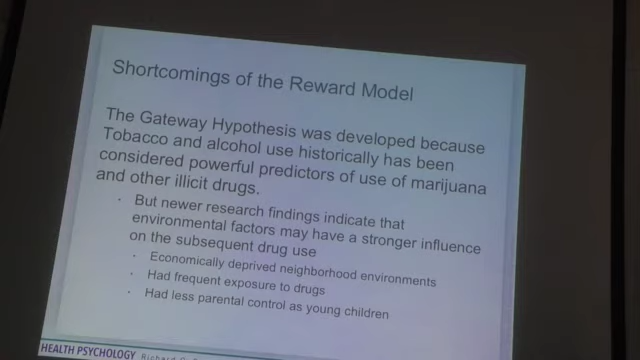 Shortcomings of the Reward Model
The Gateway Hypothesis was developed because
Tobacco and alcohol use historically has been
considered powerful predictors of use of marijuana
and other illicit drugs.
· But newer research findings indicate that
environmental factors may have a stronger influence
on the subsequent drug use
· Economically deprived neighborhood environments
· Had frequent exposure to drugs
· Had less parental control as young children
HEALTH PSYCHOLOGY